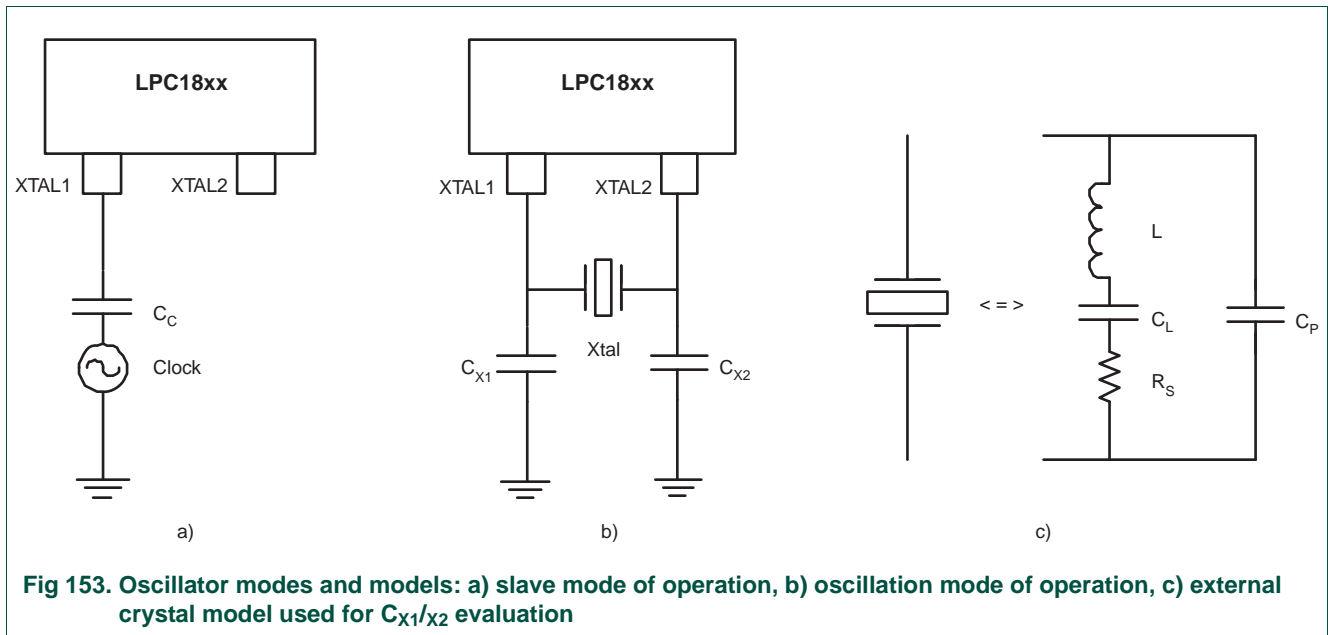 LPC18xx
XTAL1
XTAL2
C_C
Clock
a)
LPC18xx
XTAL1
XTAL2
Xtal
C_X1
C_X2
b)
< = >
L
C_L
R_S
C_P
c)
Fig 153. Oscillator modes and models: a) slave mode of operation, b) oscillation mode of operation, c) external
crystal model used for C_X1/X2 evaluation